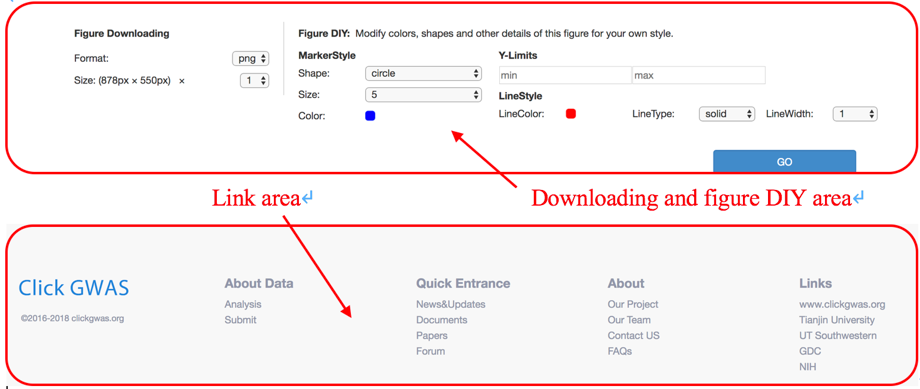 Figure Downloading
Format: png
Size: (878px × 550px) × 1
Figure DIY: Modify colors, shapes and other details of this figure for your own style.
MarkerStyle
Shape: circle
Size: 5
Color:
Y-Limits
min max
LineStyle
LineColor: LineType: solid LineWidth: 1
GO
Link area↵
Downloading and figure DIY area↵
Click GWAS
©2016-2018 clickgwas.org
About Data
Analysis
Submit
Quick Entrance
News&Updates
Documents
Papers
Forum
About
Our Project
Our Team
Contact US
FAQs
Links
www.clickgwas.org
Tianjin University
UT Southwestern
GDC
NIH